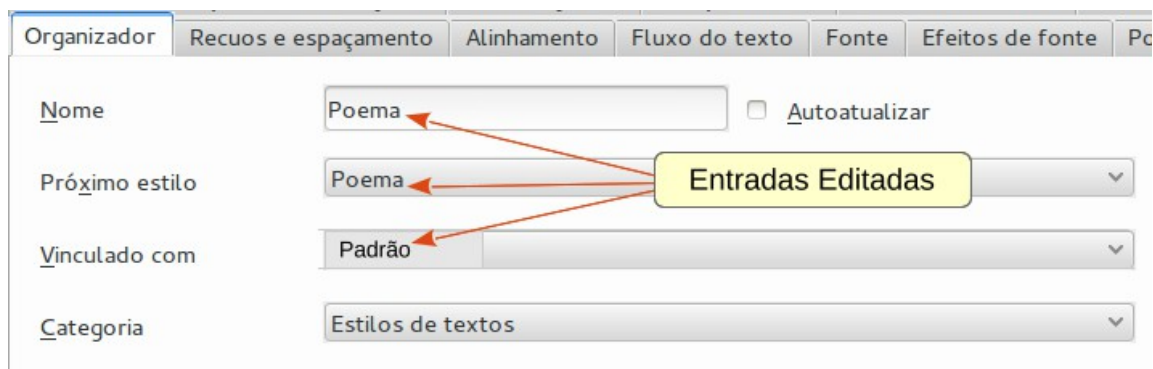 Organizador Recuos e espaçamento Alinhamento Fluxo do texto Fonte Efeitos de fonte
Nome Poema Autoatualizar
Próximo estilo Poema Entradas Editadas
Vinculado com Padrão
Categoria Estilos de textos